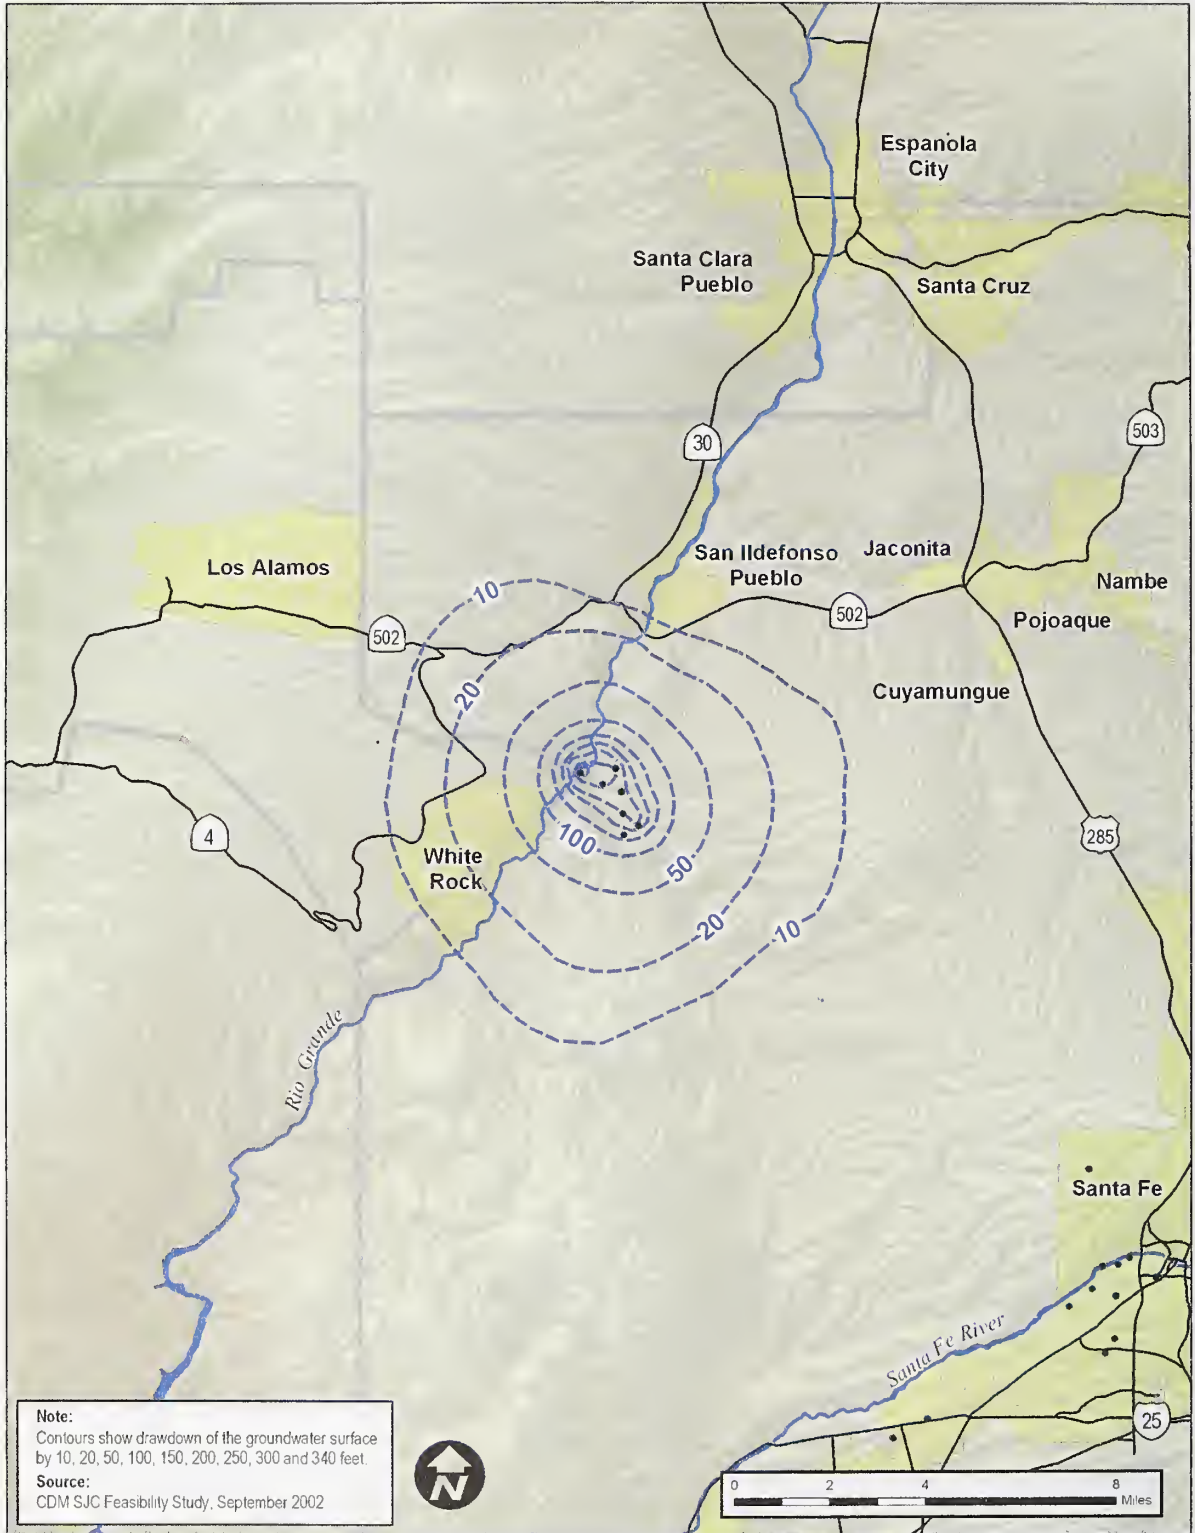 Espanola
City
Santa Clara
Pueblo
Santa Cruz
503
30
San Ildefonso
Pueblo
Jaconita
Los Alamos
Nambe
10
502
502
Pojoaque
20
Cuyamungue
4
100
285
White
Rock
50
20
10
Rio Grande
Santa Fe
Santa Fe River
25
Note:
Contours show drawdown of the groundwater surface
by 10, 20, 50, 100, 150, 200, 250, 300 and 340 feet.
Source:
CDM SJC Feasibility Study, September 2002
N
0 2 4 8
Miles